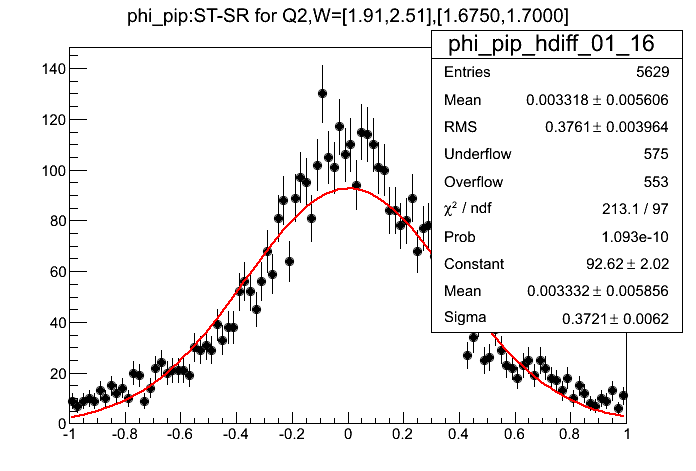 phi_pip:ST-SR for Q2,W=[1.91,2.51],[1.6750,1.7000]
phi_pip_hdiff_01_16
Entries 5629
Mean 0.003318 ± 0.005606
RMS 0.3761 ± 0.003964
Underflow 575
Overflow 553
χ² / ndf 213.1 / 97
Prob 1.093e-10
Constant 92.62 ± 2.02
Mean 0.003332 ± 0.005856
Sigma 0.3721 ± 0.0062
140
120
100
80
60
40
20
0
-1 -0.8 -0.6 -0.4 -0.2 0 0.2 0.4 0.6 0.8 1